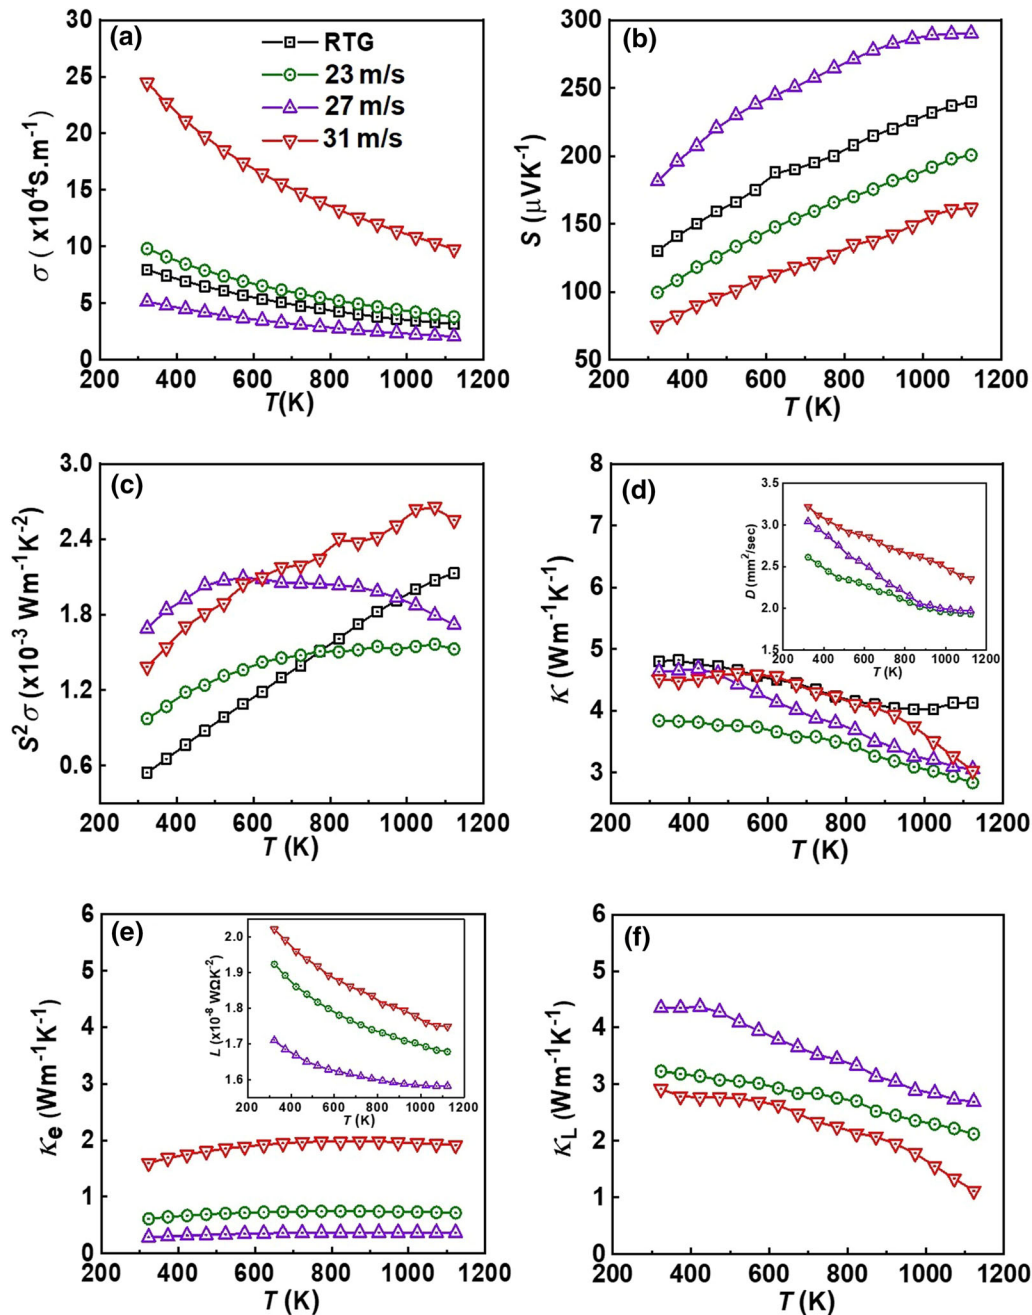 (a)
RTG
23 m/s
27 m/s
31 m/s
σ ( x10⁴S.m⁻¹)
30
25
20
15
10
5
0
200 400 600 800 1000 1200
T(K)
(b)
S (μVK⁻¹)
300
250
200
150
100
50
200 400 600 800 1000 1200
T (K)
(c)
S² σ (x10⁻³ Wm⁻¹K⁻²)
3.0
2.4
1.8
1.2
0.6
200 400 600 800 1000 1200
T (K)
(d)
κ (Wm⁻¹K⁻¹)
8
7
6
5
4
3
200 400 600 800 1000 1200
T (K)
D (mm²/sec)
3.5
3.0
2.5
2.0
1.5
200 400 600 800 1000 1200
T (K)
(e)
κe (Wm⁻¹K⁻¹)
6
5
4
3
2
1
0
200 400 600 800 1000 1200
T (K)
L (x10⁻⁸ WΩK⁻²)
2.0
1.9
1.8
1.7
1.6
200 400 600 800 1000 1200
T (K)
(f)
κL (Wm⁻¹K⁻¹)
6
5
4
3
2
1
0
200 400 600 800 1000 1200
T (K)